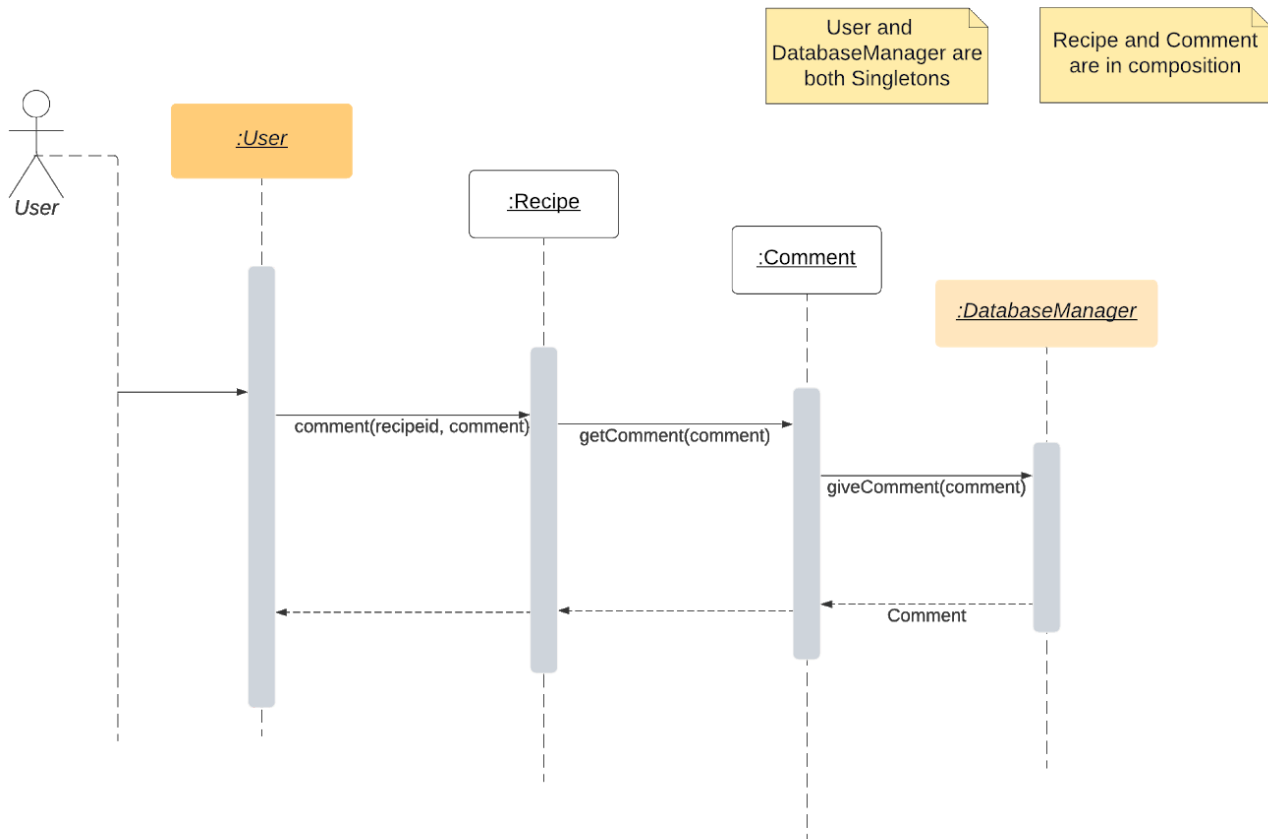 User and
DatabaseManager are
both Singletons
Recipe and Comment
are in composition
:User
:Recipe
User
:Comment
:DatabaseManager
comment(recipeid, comment)
getComment(comment)
giveComment(comment)
Comment